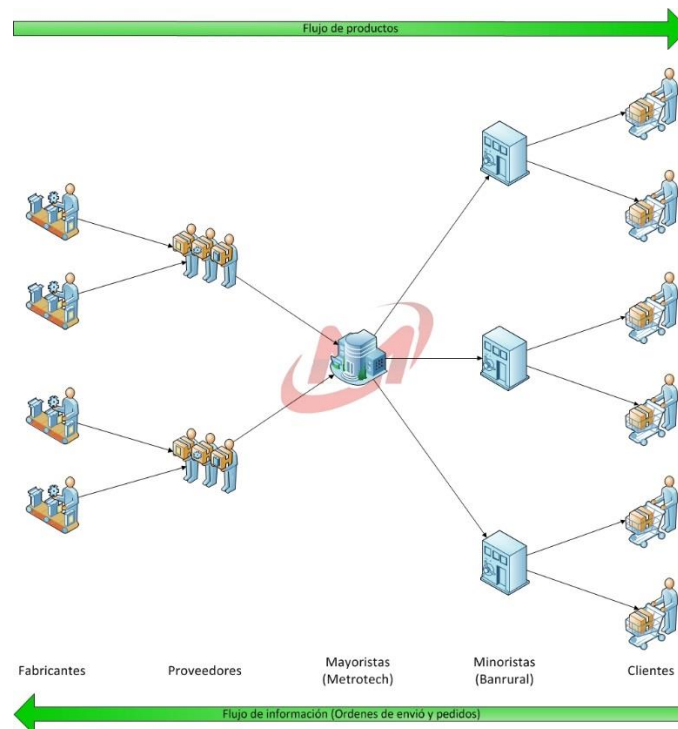 Flujo de productos
Fabricantes
Proveedores
Mayoristas
(Metrotech)
Minoristas
(Banrural)
Clientes
Flujo de información (Ordenes de envió y pedidos)